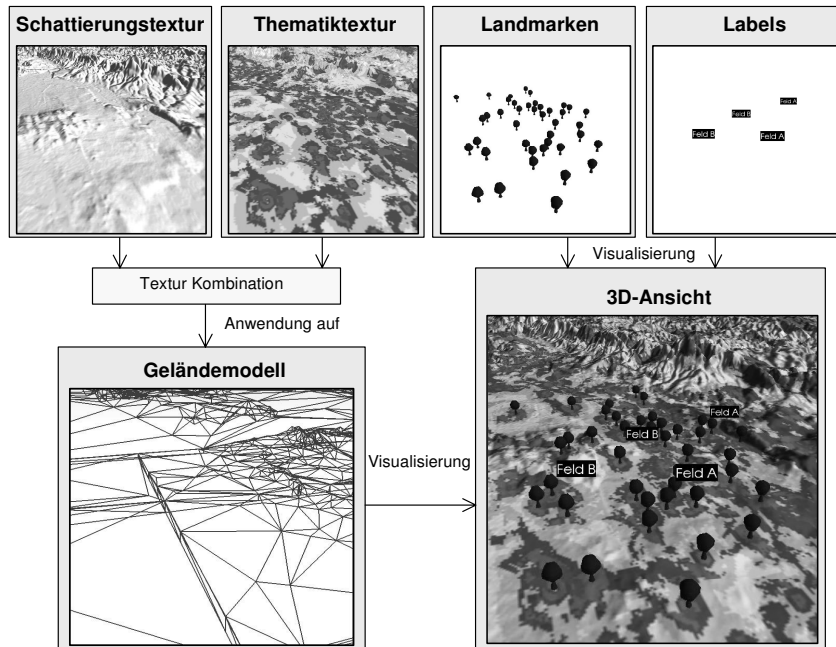 Schattierungstextur
Thematiktextur
Landmarken
Labels
Feld A
Feld B
Feld B
Feld A
Visualisierung
Textur Kombination
3D-Ansicht
Anwendung auf
Geländemodell
Visualisierung
Feld A
Feld B
Feld B
Feld A